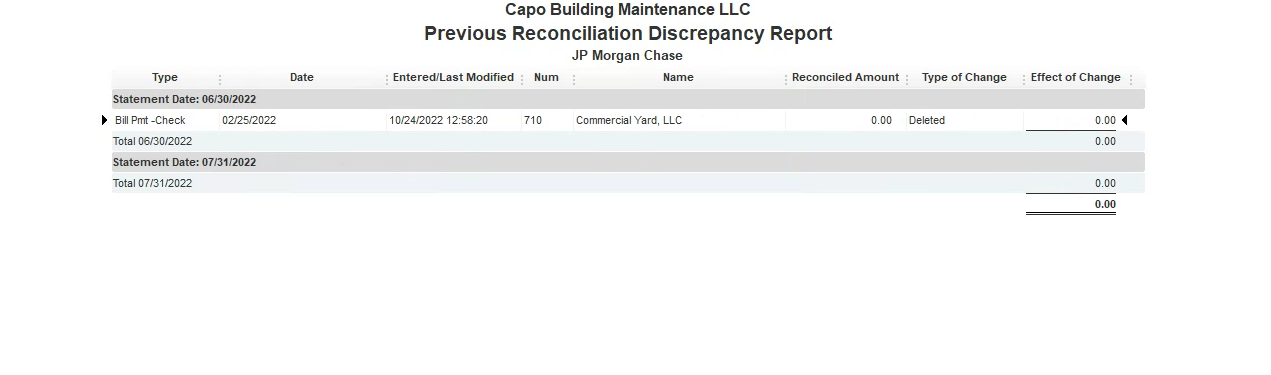 Capo Building Maintenance LLC
Previous Reconciliation Discrepancy Report
JP Morgan Chase
Type Date Entered/Last Modified Num Name Reconciled Amount Type of Change Effect of Change
Statement Date: 06/30/2022
Bill Pmt -Check 02/25/2022 10/24/2022 12:58:20 710 Commercial Yard, LLC 0.00 Deleted 0.00
Total 06/30/2022 0.00
Statement Date: 07/31/2022
Total 07/31/2022 0.00
0.00